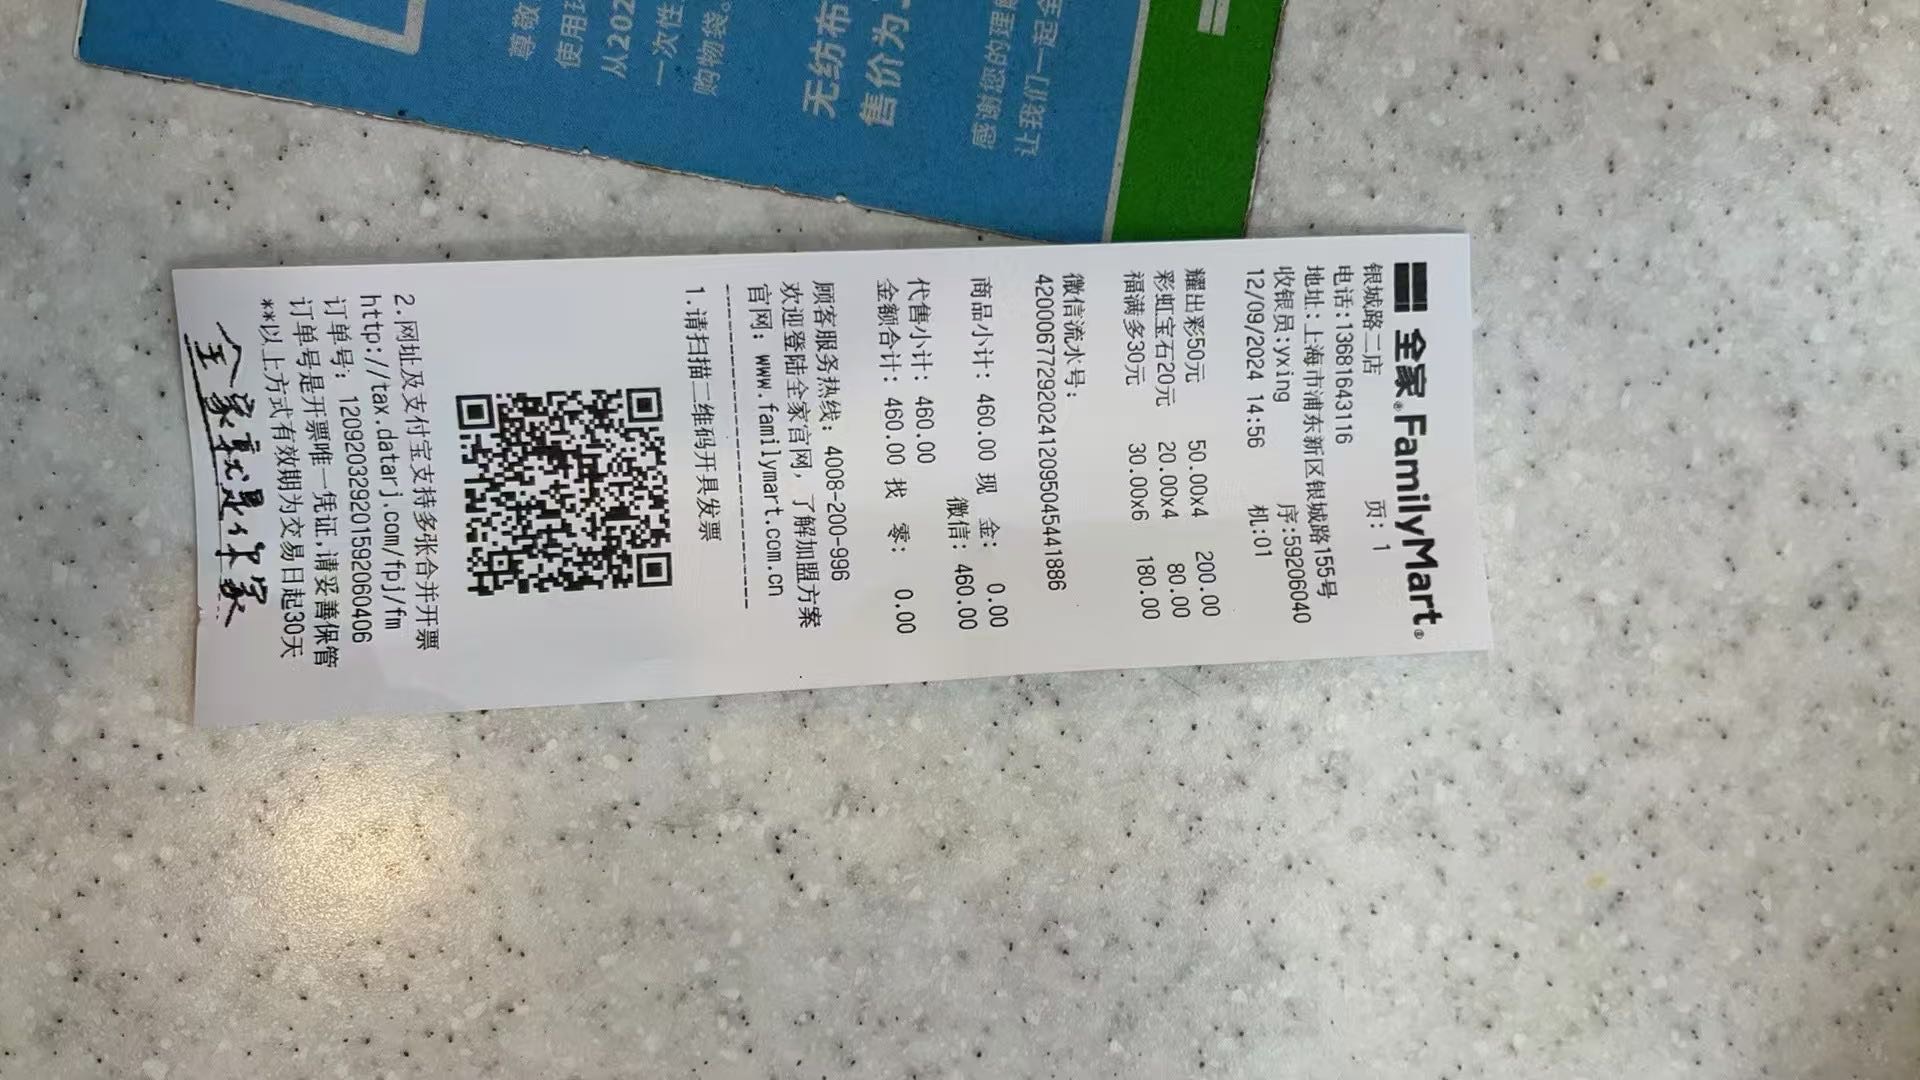 全家 FamilyMart
银城路二店 页: 1
电话:13681643116
地址:上海市浦东新区银城路155号
收银员:yxing 序:59206040
12/09/2024 14:56 机:01
耀出彩50元 50.00x4 200.00
彩虹宝石20元 20.00x4 80.00
福满多30元 30.00x6 180.00
微信流水号:
4200067729202412095045441886
商品小计: 460.00 现 金: 0.00
微信: 460.00
代售小计: 460.00
金额合计: 460.00 找 零: 0.00
顾客服务热线: 4008-200-996
欢迎登陆全家官网, 了解加盟方案
官网: www.familymart.com.cn
1.请扫描二维码开具发票
2.网址及支付宝支持多张合并开票
http://tax.datarj.com/fpj/fm
订单号: 120920329201592060406
订单号是开票唯一凭证,请妥善保管
**以上方式有效期为交易日起30天
全家就是你家
尊敬
使用环
从202
一次性
购物袋。
无纺布
售价为
感谢您的理解
让我们一起全